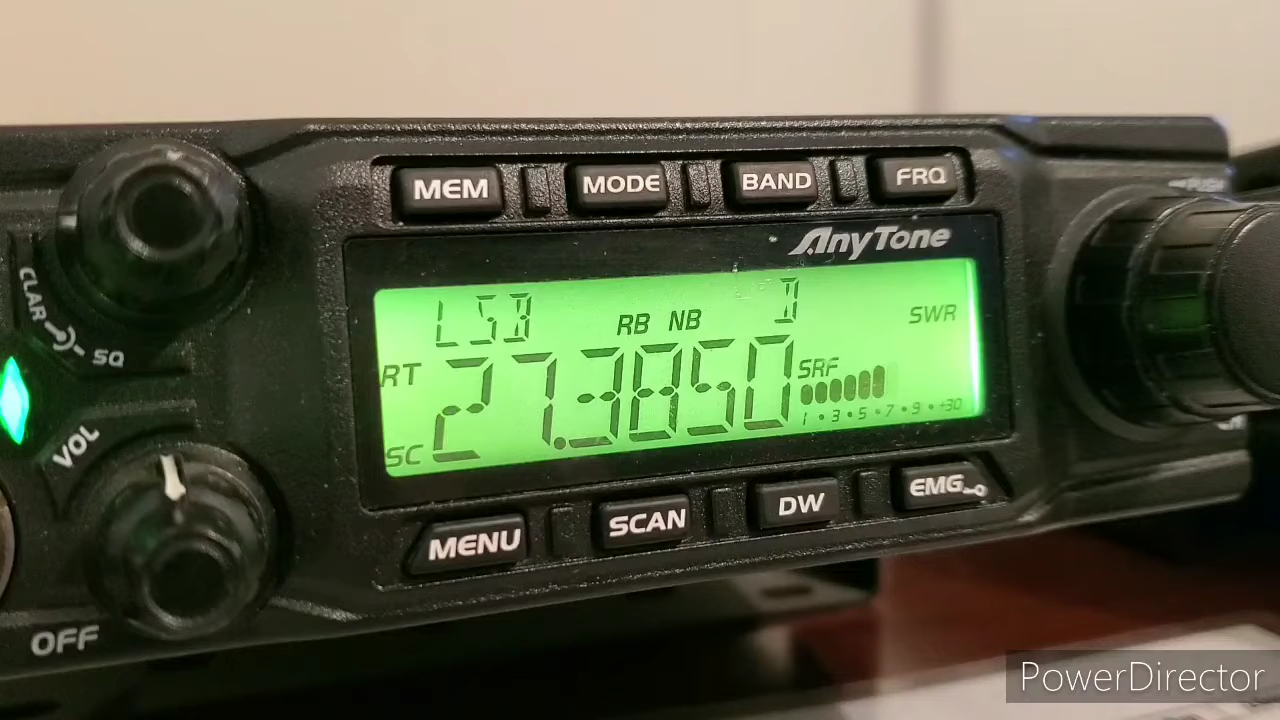 MEM MODE BAND FRQ
AnyTone
LSB RB NB D SWR
RT 27.3850 SRF
1 • 3 • 5 • 7 • 9 • +30
SC
CLAR SQ
VOL
OFF
MENU SCAN DW EMG
PUSH
PowerDirector